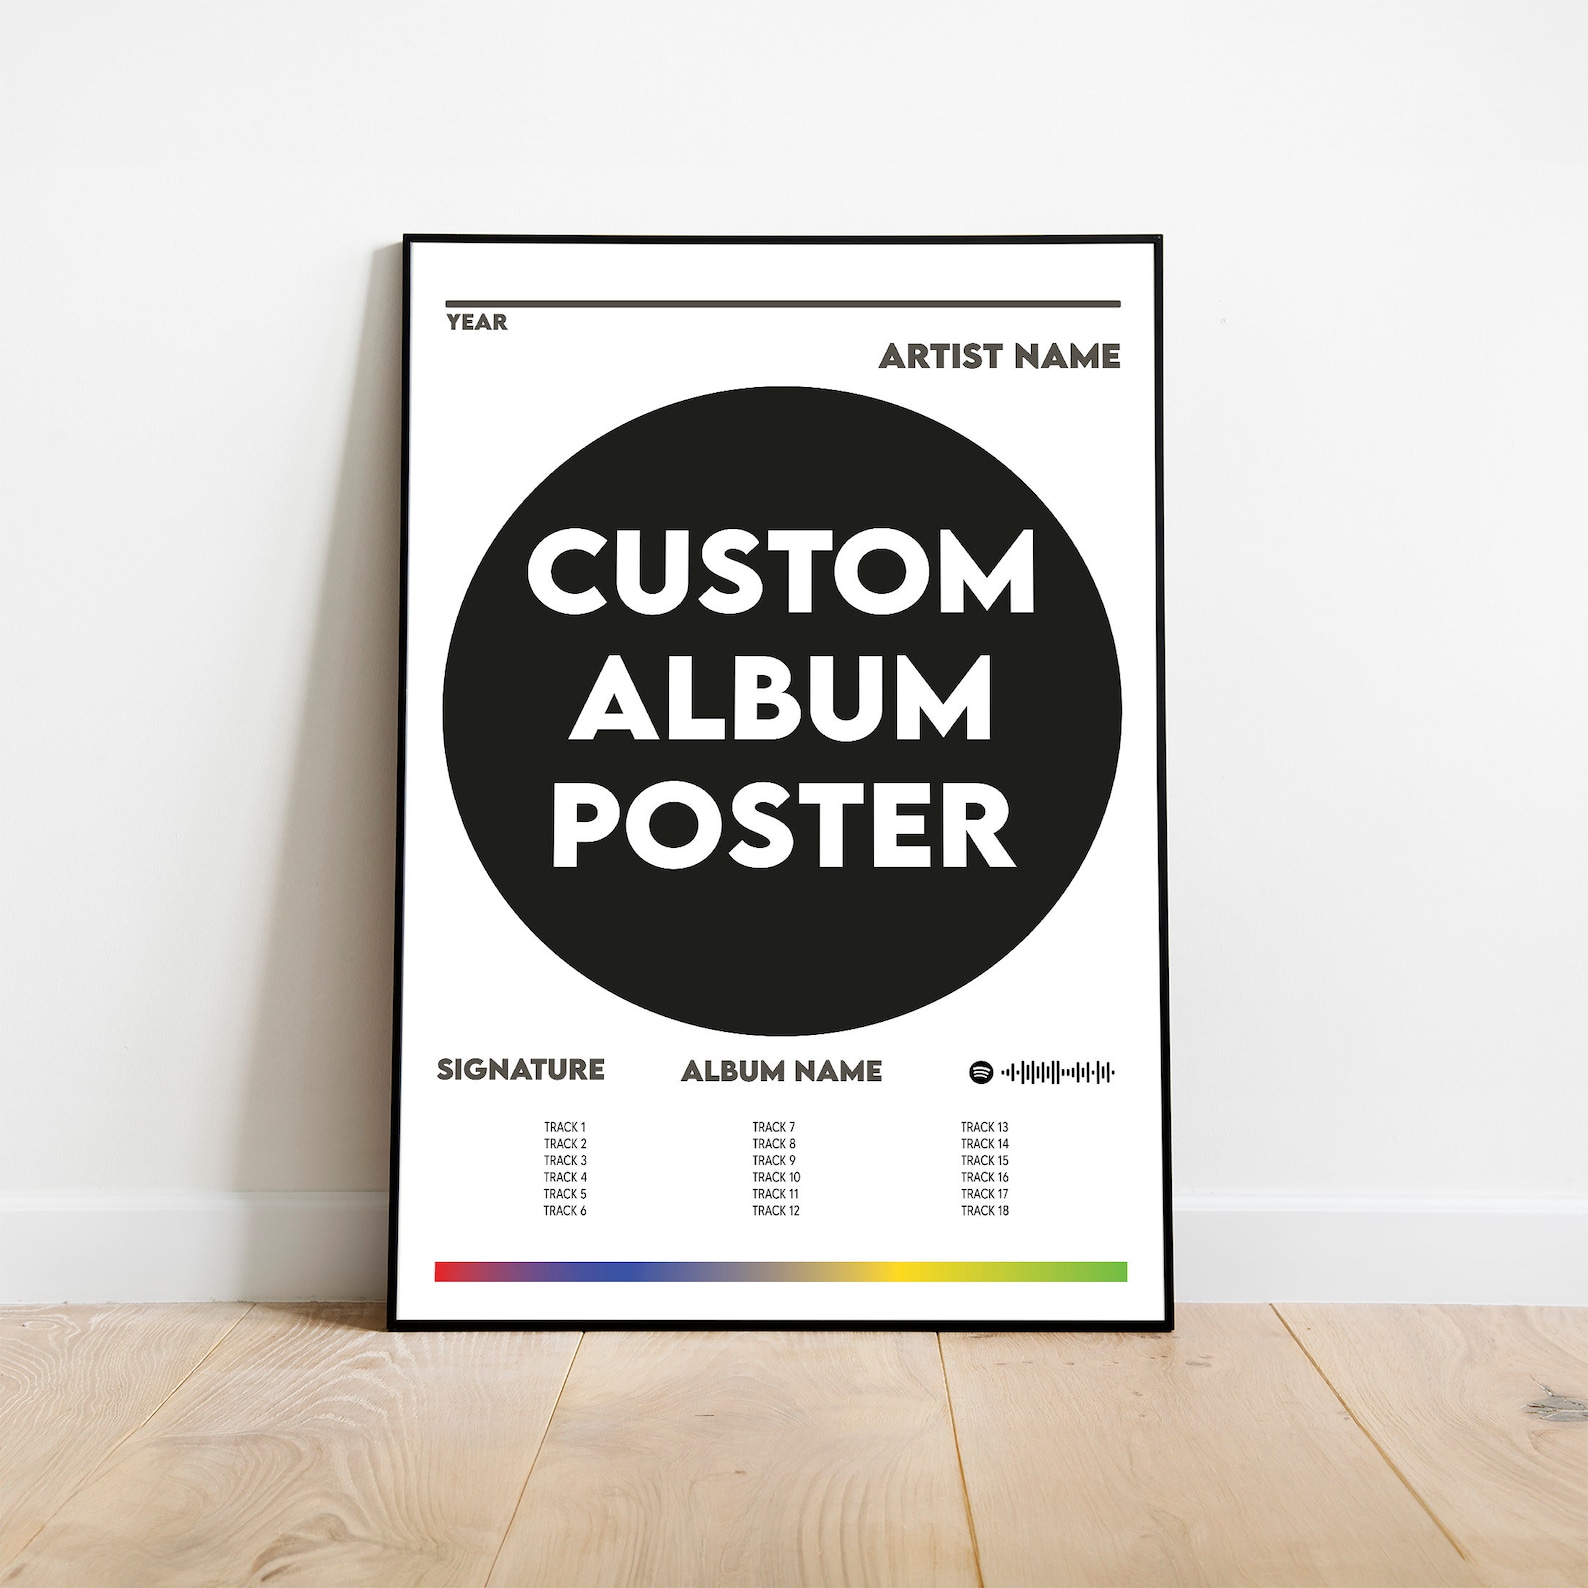 YEAR
ARTIST NAME
CUSTOM
ALBUM
POSTER
SIGNATURE
ALBUM NAME
TRACK 1
TRACK 2
TRACK 3
TRACK 4
TRACK 5
TRACK 6
TRACK 7
TRACK 8
TRACK 9
TRACK 10
TRACK 11
TRACK 12
TRACK 13
TRACK 14
TRACK 15
TRACK 16
TRACK 17
TRACK 18